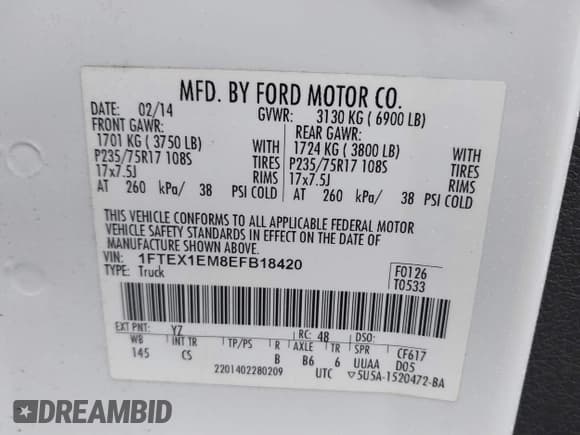 MFD. BY FORD MOTOR CO.
DATE: 02/14 GVWR: 3130 KG ( 6900 LB)
FRONT GAWR: REAR GAWR:
1701 KG ( 3750 LB) WITH 1724 KG ( 3800 LB) WITH
P235/75R17 108S TIRES P235/75R17 108S TIRES
17x7.5J RIMS 17x7.5J RIMS
AT 260 kPa/ 38 PSI COLD AT 260 kPa/ 38 PSI COLD
THIS VEHICLE CONFORMS TO ALL APPLICABLE FEDERAL MOTOR
VEHICLE SAFETY STANDARDS IN EFFECT ON THE DATE OF
MANUFACTURE SHOWN ABOVE.
VIN: 1FTEX1EM8EFB18420 F0126
TYPE: Truck T0533
EXT PNT: YZ RC: 48 DSO:
WB INT TR TP/PS R AXLE TR SPR CF617
145 CS B B6 6 UUAA D05
2201402280209 UTC ▽5U5A-1520472-BA
DREAMBID